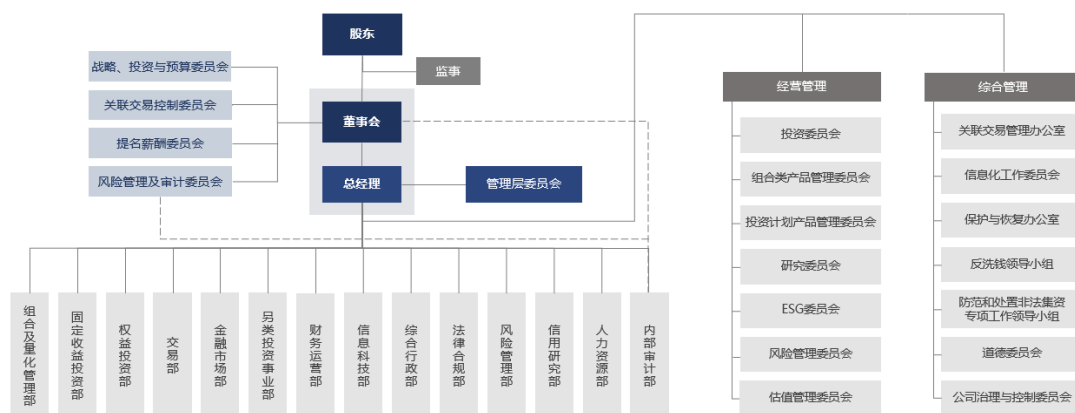 股东
监事
战略、投资与预算委员会
关联交易控制委员会
提名薪酬委员会
风险管理及审计委员会
董事会
总经理
管理层委员会
组合及量化管理部
固定收益投资部
权益投资部
交易部
金融市场部
另类投资事业部
财务运营部
信息科技部
综合行政部
法律合规部
风险管理部
信用研究部
人力资源部
内部审计部
经营管理
投资委员会
组合类产品管理委员会
投资计划产品管理委员会
研究委员会
ESG委员会
风险管理委员会
估值管理委员会
综合管理
关联交易管理办公室
信息化工作委员会
保护与恢复办公室
反洗钱领导小组
防范和处置非法集资
专项工作领导小组
道德委员会
公司治理与控制委员会